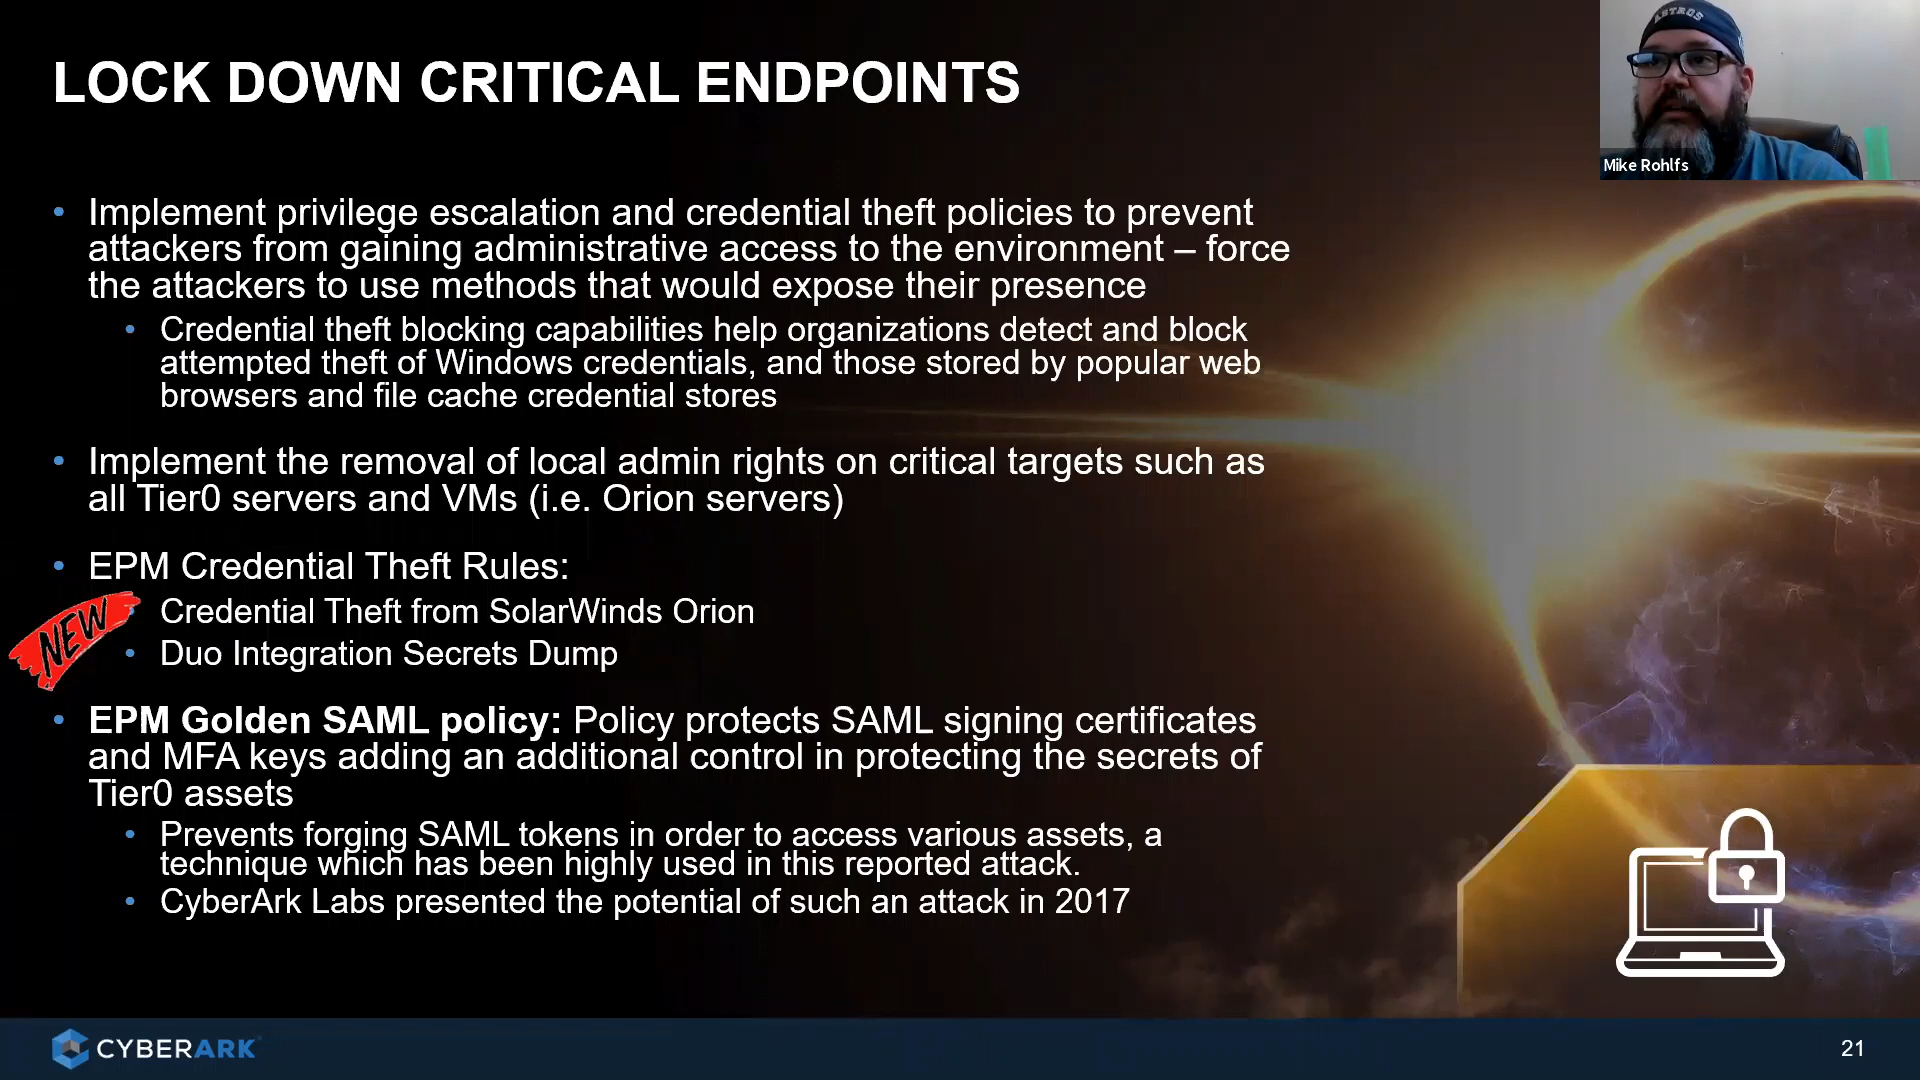 LOCK DOWN CRITICAL ENDPOINTS
ASTROS
Mike Rohlfs
• Implement privilege escalation and credential theft policies to prevent
attackers from gaining administrative access to the environment – force
the attackers to use methods that would expose their presence
• Credential theft blocking capabilities help organizations detect and block
attempted theft of Windows credentials, and those stored by popular web
browsers and file cache credential stores
• Implement the removal of local admin rights on critical targets such as
all Tier0 servers and VMs (i.e. Orion servers)
• EPM Credential Theft Rules:
NEW
• Credential Theft from SolarWinds Orion
• Duo Integration Secrets Dump
• EPM Golden SAML policy: Policy protects SAML signing certificates
and MFA keys adding an additional control in protecting the secrets of
Tier0 assets
• Prevents forging SAML tokens in order to access various assets, a
technique which has been highly used in this reported attack.
• CyberArk Labs presented the potential of such an attack in 2017
CYBERARK
21